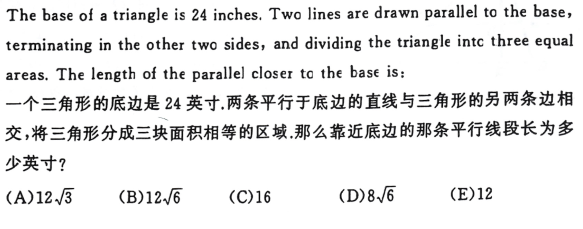 The base of a triangle is 24 inches. Two lines are drawn parallel to the base,
terminating in the other two sides, and dividing the triangle into three equal
areas. The length of the parallel closer to the base is:
一个三角形的底边是 24 英寸.两条平行于底边的直线与三角形的另两条边相
交,将三角形分成三块面积相等的区域.那么靠近底边的那条平行线段长为多
少英寸?
(A)12√3 (B)12√6 (C)16 (D)8√6 (E)12